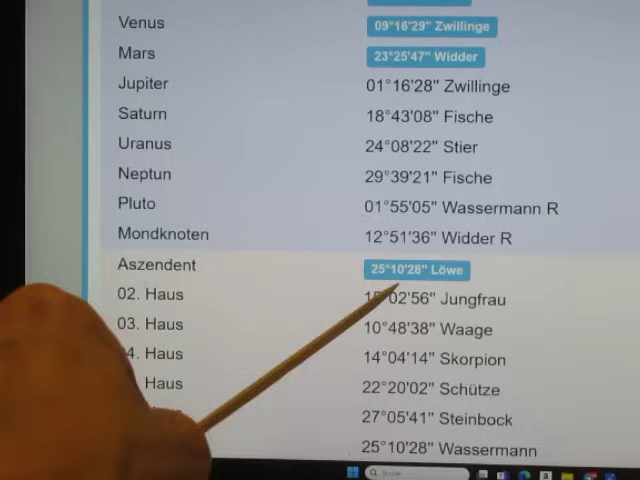 Venus 09°16'29" Zwillinge
Mars 23°25'47" Widder
Jupiter 01°16'28" Zwillinge
Saturn 18°43'08" Fische
Uranus 24°08'22" Stier
Neptun 29°39'21" Fische
Pluto 01°55'05" Wassermann R
Mondknoten 12°51'36" Widder R
Aszendent 25°10'28" Löwe
02. Haus Jungfrau
03. Haus 10°48'38" Waage
Haus 14°04'14" Skorpion
Haus 22°20'02" Schütze
27°05'41" Steinbock
25°10'28" Wassermann
Suche